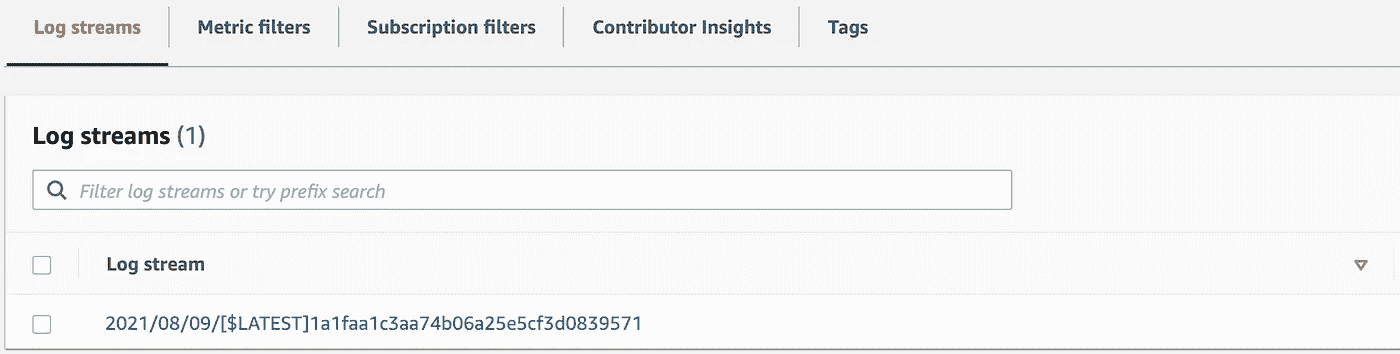 Log streams Metric filters Subscription filters Contributor Insights Tags
Log streams (1)
Filter log streams or try prefix search
Log stream
2021/08/09/[$LATEST]1a1faa1c3aa74b06a25e5cf3d0839571